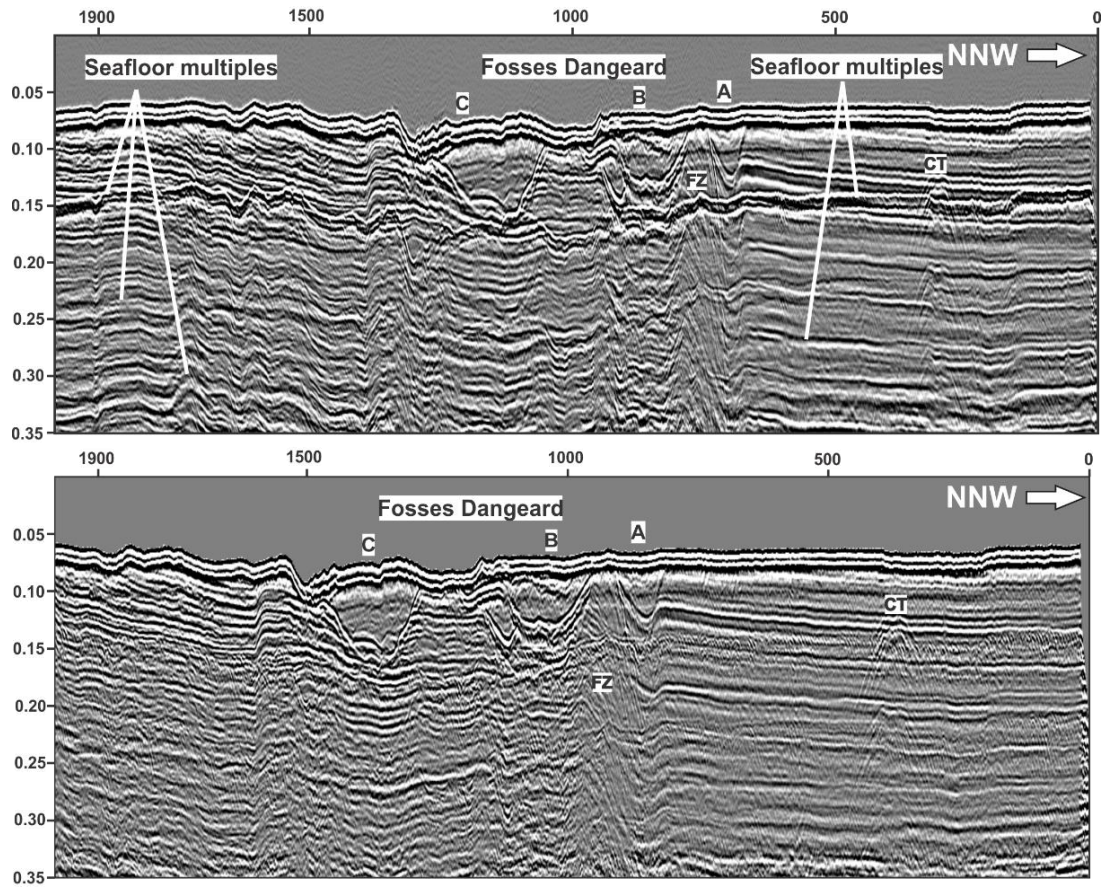 1900 1500 1000 500 0
Seafloor multiples Fosses Dangeard Seafloor multiples NNW
C B A
0.05
0.10
CT
FZ
0.15
0.20
0.25
0.30
0.35
1900 1500 1000 500 0
Fosses Dangeard NNW
C B A
0.05
0.10
CT
0.15
FZ
0.20
0.25
0.30
0.35